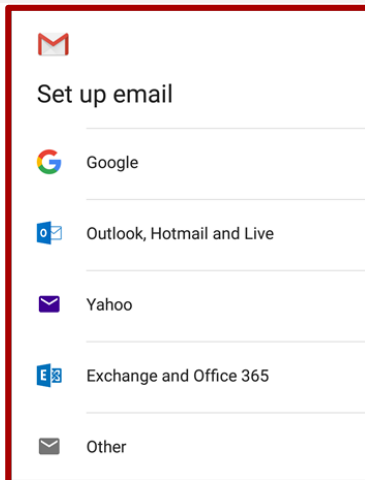 Set up email
Google
Outlook, Hotmail and Live
Yahoo
Exchange and Office 365
Other